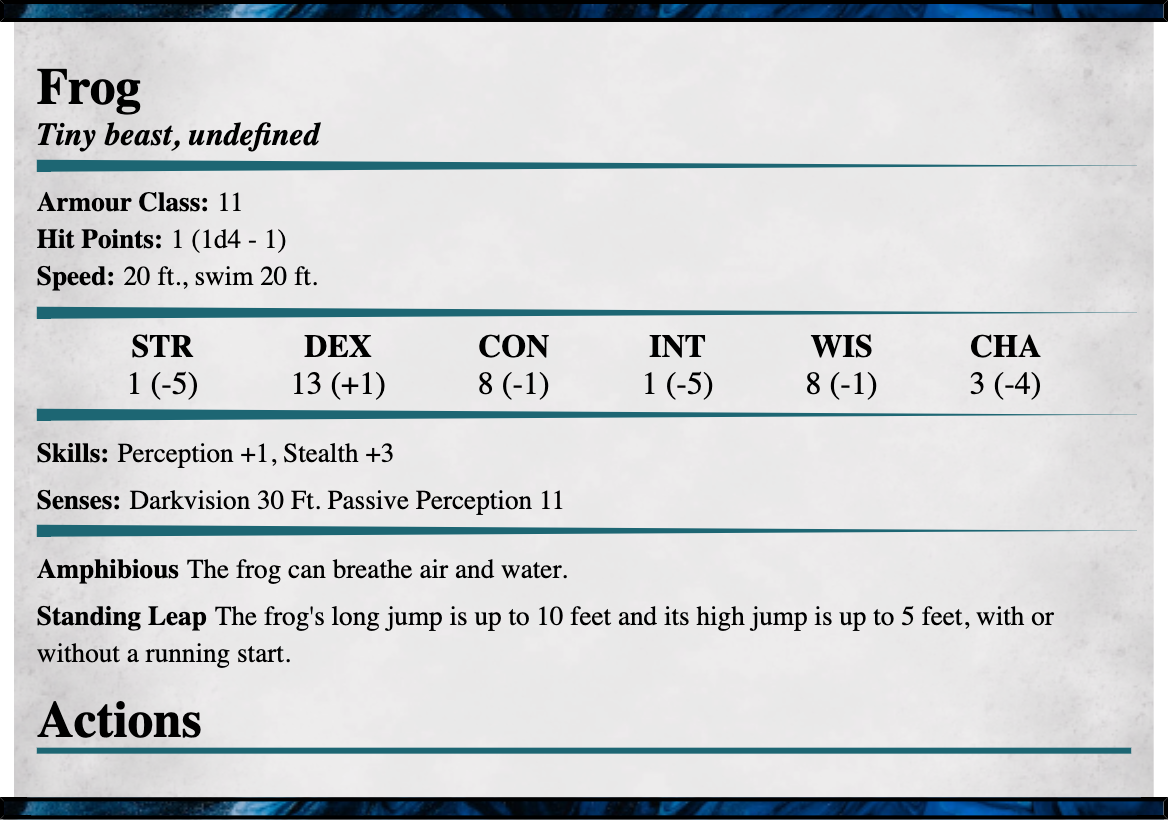 Frog
Tiny beast, undefined
Armour Class: 11
Hit Points: 1 (1d4 - 1)
Speed: 20 ft., swim 20 ft.
STR DEX CON INT WIS CHA
1 (-5) 13 (+1) 8 (-1) 1 (-5) 8 (-1) 3 (-4)
Skills: Perception +1, Stealth +3
Senses: Darkvision 30 Ft. Passive Perception 11
Amphibious The frog can breathe air and water.
Standing Leap The frog's long jump is up to 10 feet and its high jump is up to 5 feet, with or
without a running start.
Actions